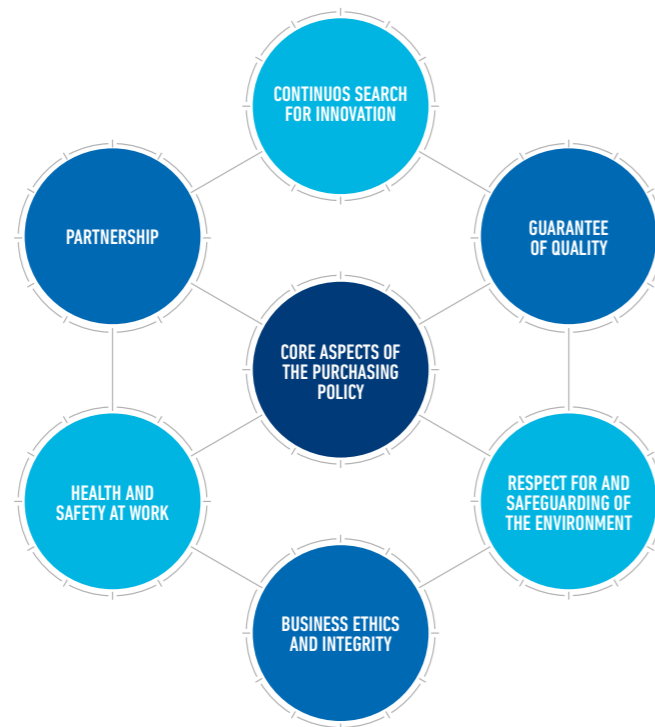 CONTINUOS SEARCH
FOR INNOVATION
PARTNERSHIP
GUARANTEE
OF QUALITY
CORE ASPECTS OF
THE PURCHASING
POLICY
HEALTH AND
SAFETY AT WORK
RESPECT FOR AND
SAFEGUARDING OF
THE ENVIRONMENT
BUSINESS ETHICS
AND INTEGRITY